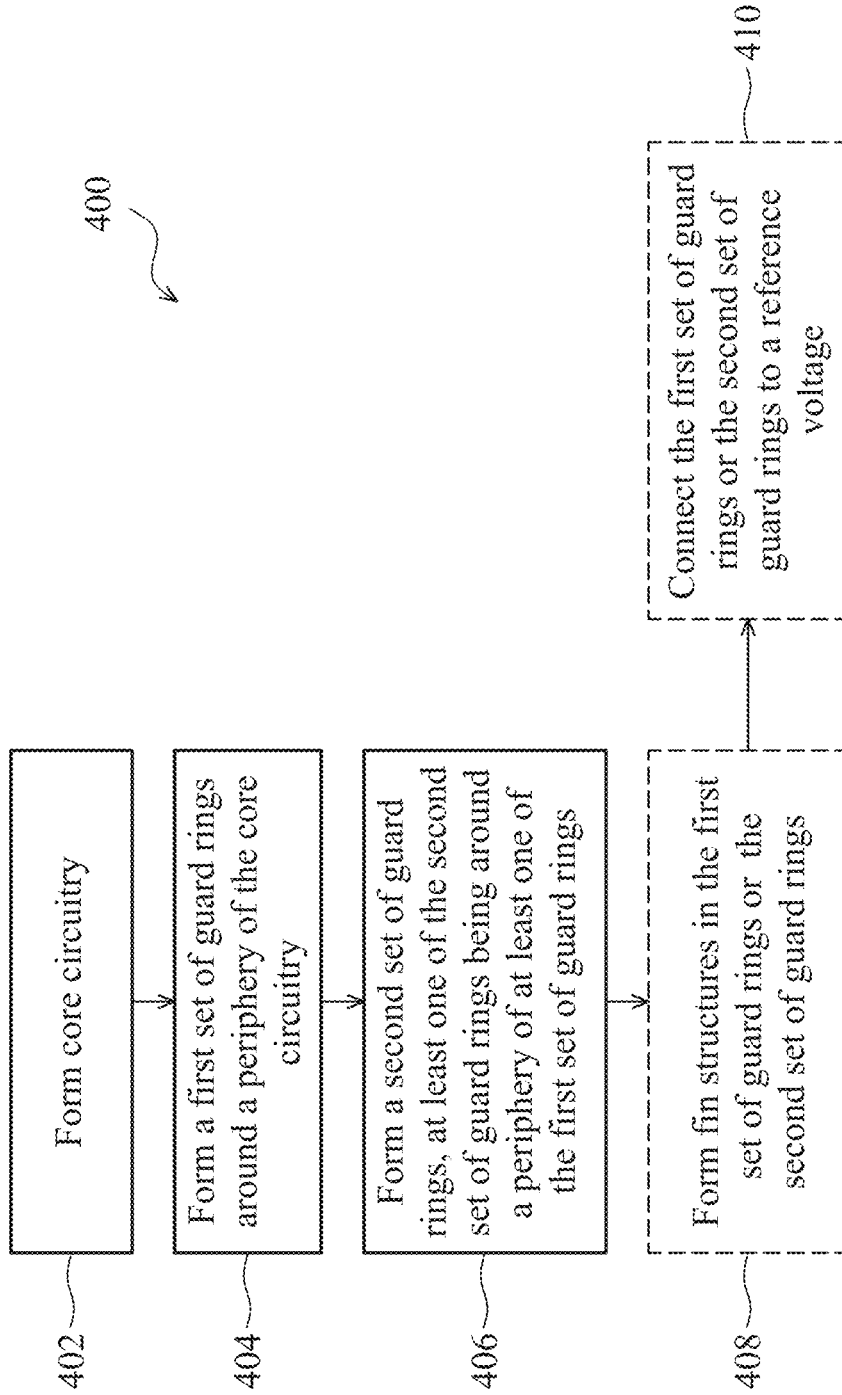 400
402
Form core circuitry
404
Form a first set of guard rings
around a periphery of the core
circuitry
406
Form a second set of guard
rings, at least one of the second
set of guard rings being around
a periphery of at least one of
the first set of guard rings
408
Form fin structures in the first
set of guard rings or the
second set of guard rings
Connect the first set of guard
rings or the second set of
guard rings to a reference
voltage
410